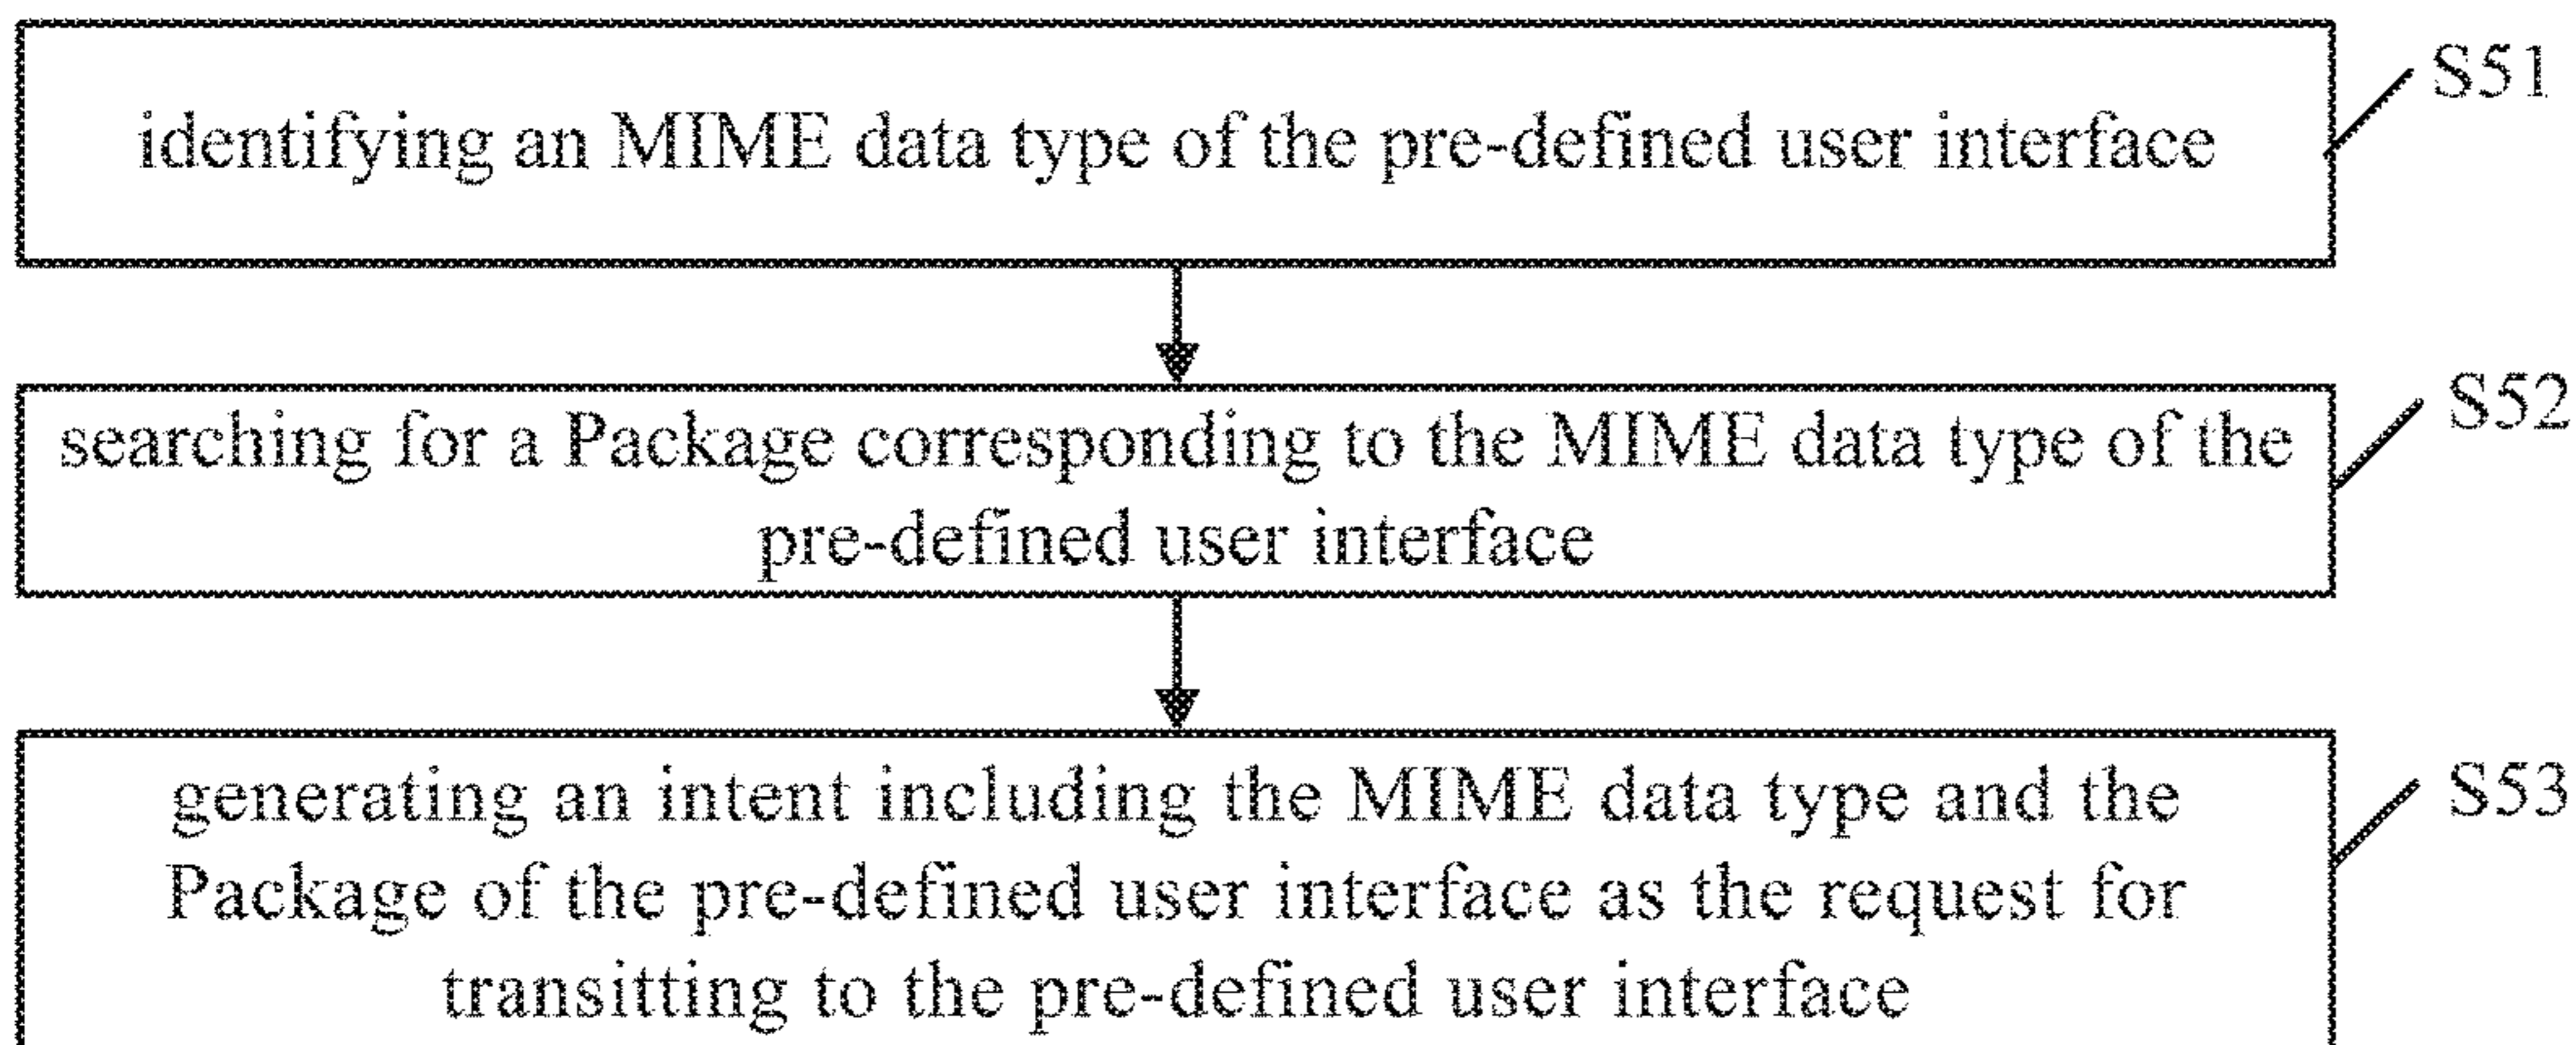 identifying an MIME data type of the pre-defined user interface
S51
searching for a Package corresponding to the MIME data type of the
pre-defined user interface
S52
generating an intent including the MIME data type and the
Package of the pre-defined user interface as the request for
transitting to the pre-defined user interface
S53